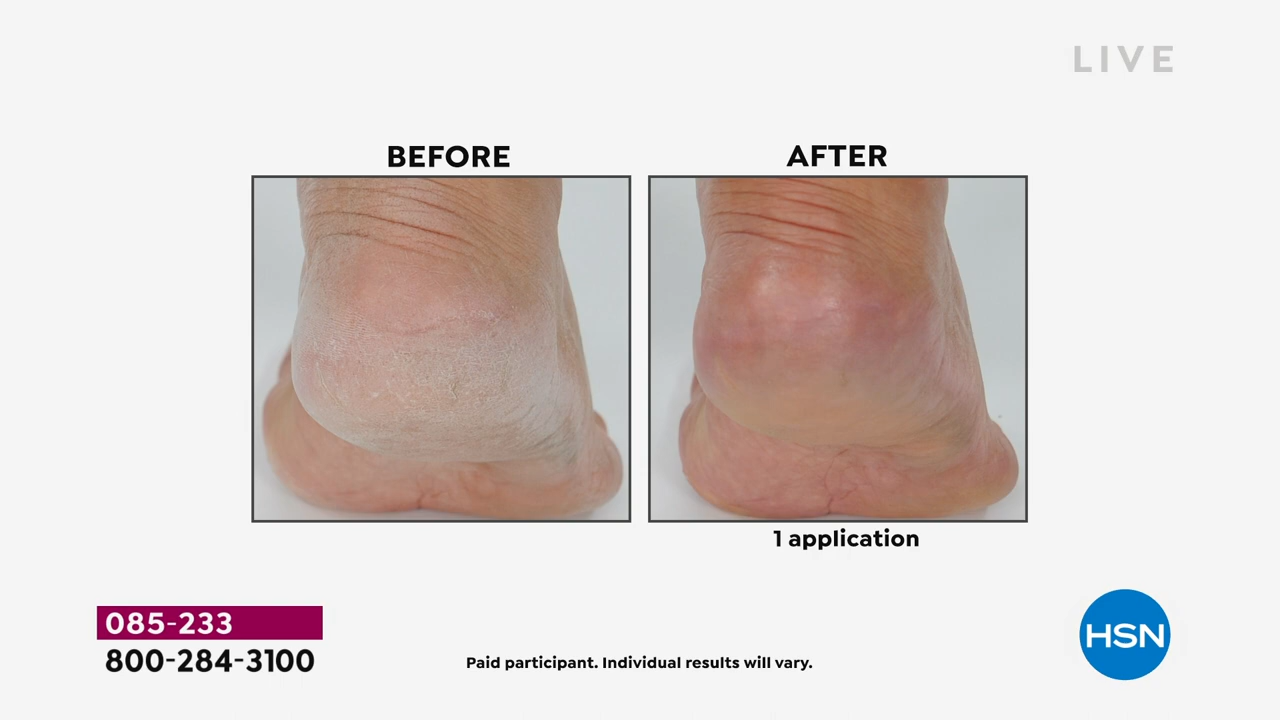 LIVE
BEFORE
AFTER
1 application
085-233
800-284-3100
Paid participant. Individual results will vary.
HSN